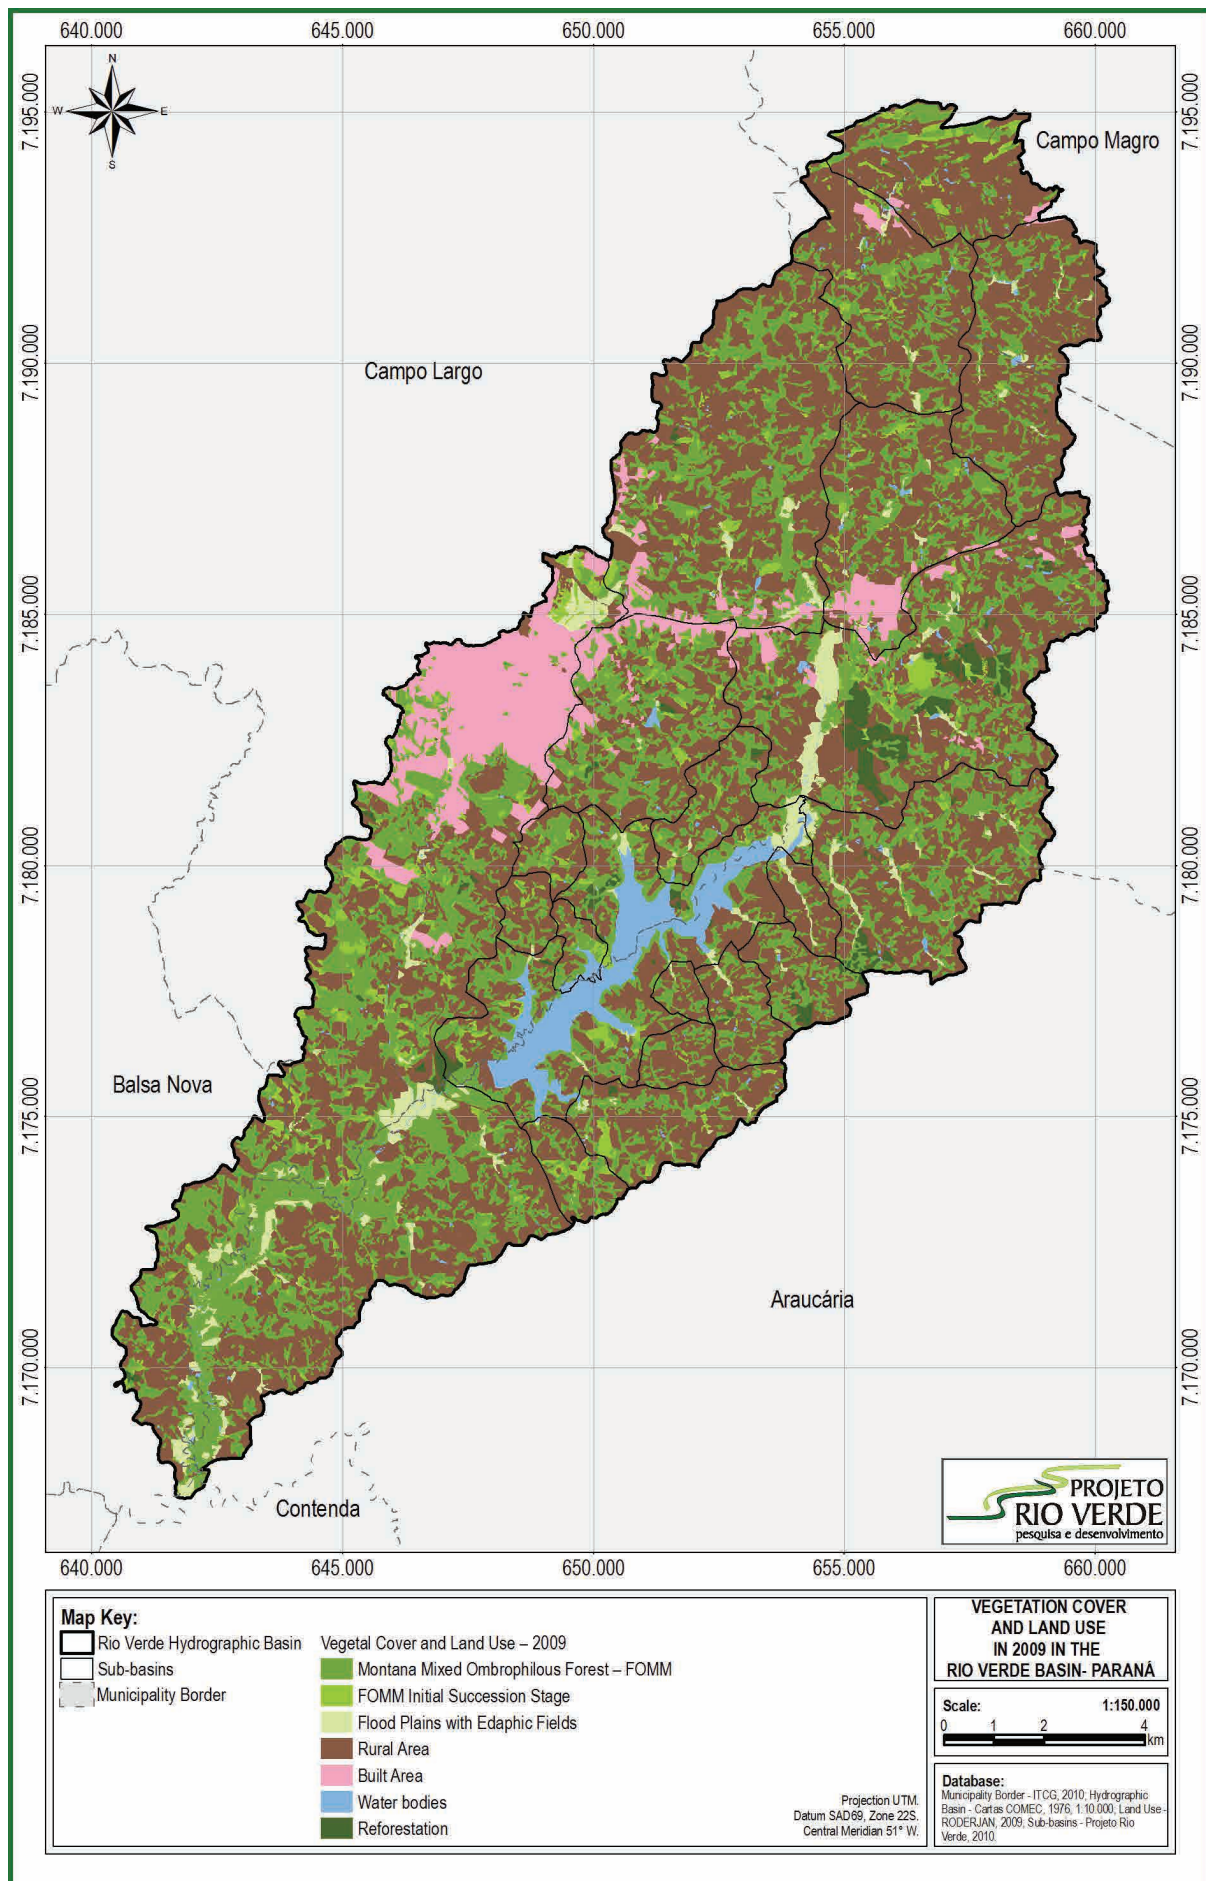 640.000 645.000 650.000 655.000 660.000
N
W E
S
7.195.000 7.195.000
Campo Magro
7.190.000 7.190.000
Campo Largo
7.185.000 7.185.000
7.180.000 7.180.000
Balsa Nova
7.175.000 7.175.000
Araucária
7.170.000 7.170.000
Contenda
PROJETO
RIO VERDE
pesquisa e desenvolvimento
640.000 645.000 650.000 655.000 660.000
Map Key:
Rio Verde Hydrographic Basin
Sub-basins
Municipality Border
Vegetal Cover and Land Use – 2009
Montana Mixed Ombrophilous Forest – FOMM
FOMM Initial Succession Stage
Flood Plains with Edaphic Fields
Rural Area
Built Area
Water bodies
Reforestation
Projection UTM.
Datum SAD69, Zone 22S.
Central Meridian 51° W.
VEGETATION COVER
AND LAND USE
IN 2009 IN THE
RIO VERDE BASIN- PARANÁ
Scale: 1:150.000
0 1 2 4
km
Database:
Municipality Border - ITCG, 2010; Hydrographic
Basin - Cartas COMEC, 1976, 1:10.000; Land Use -
RODERJAN, 2009; Sub-basins - Projeto Rio
Verde, 2010.